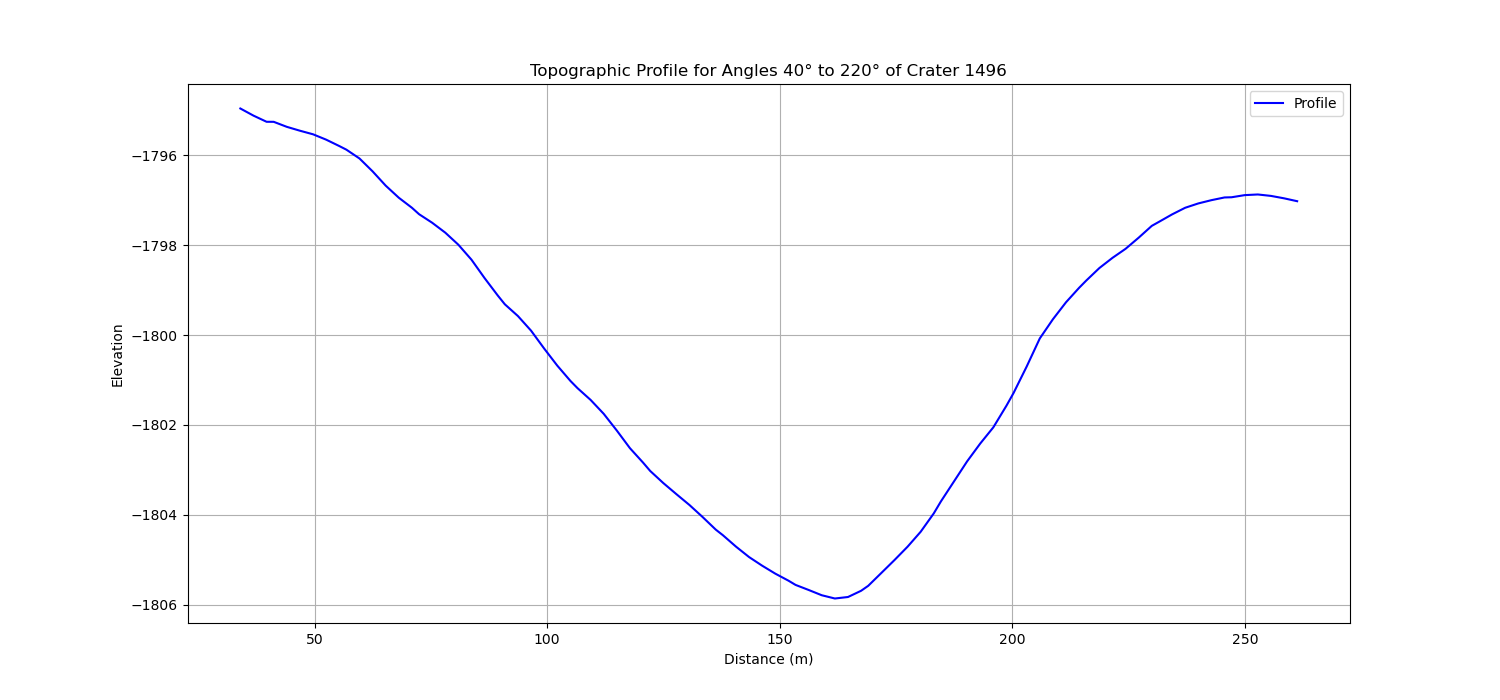 Topographic Profile for Angles 40° to 220° of Crater 1496
Profile
−1796
−1798
−1800
−1802
−1804
−1806
Elevation
50
100
150
200
250
Distance (m)